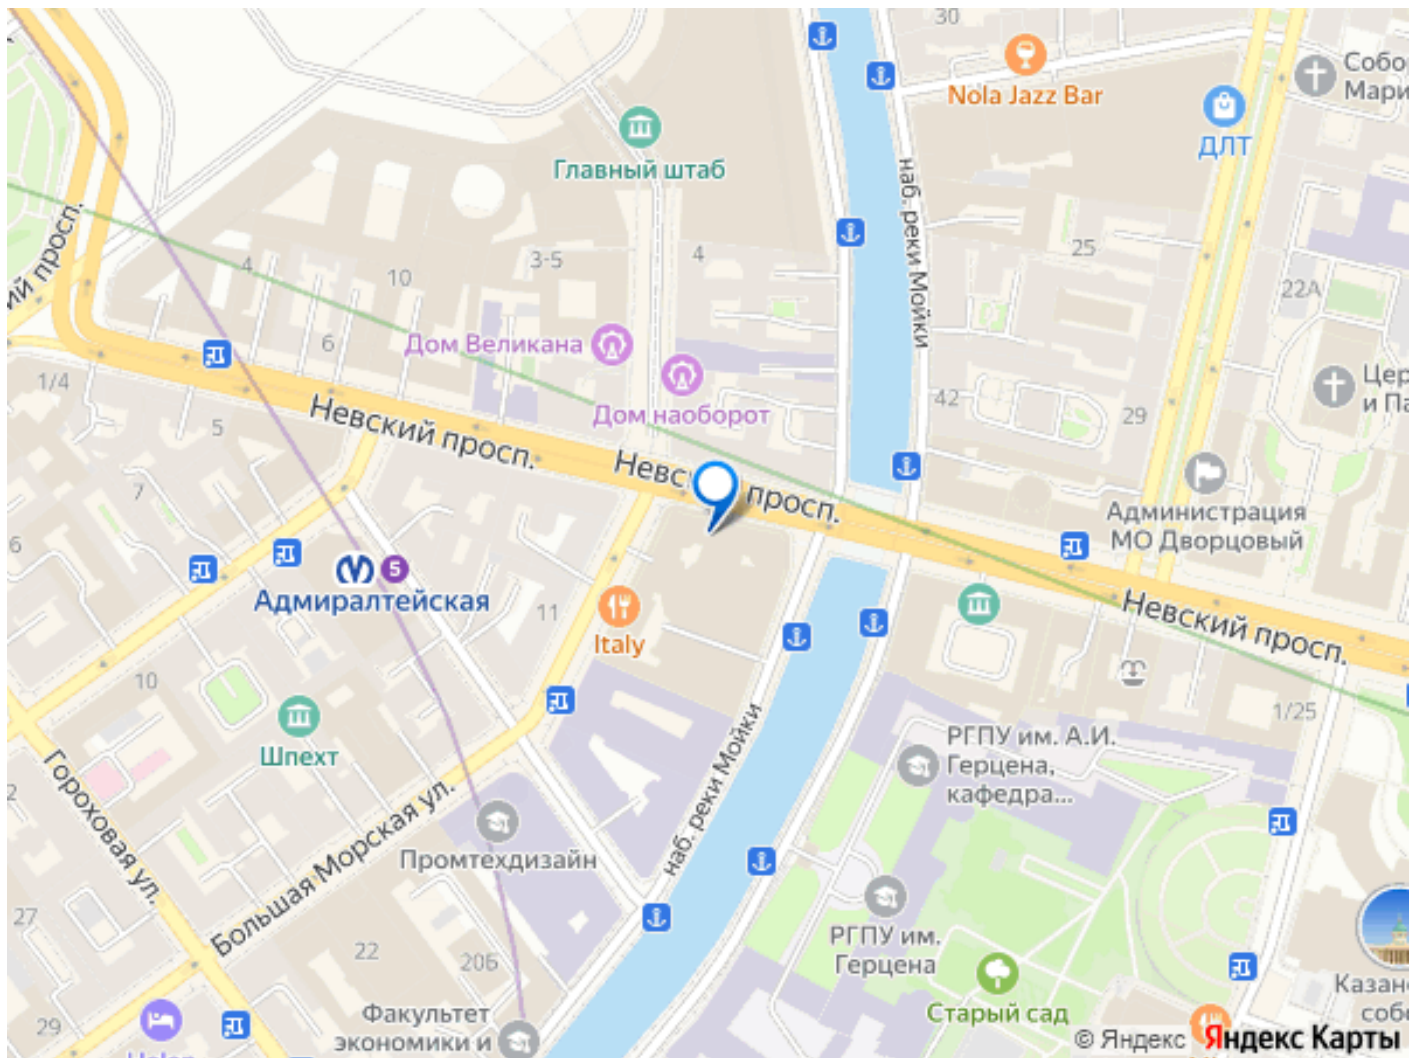 30
Nola Jazz Bar
Собо
Мари
ДЛТ
Главный штаб
наб. реки Мойки
ий просп.
4
10
3-5
4
25
22А
6
Дом Великана
Дом наоборот
1/4
5
Невский просп.
42
29
Цер
и Па
7
Невский просп.
Администрация
МО Дворцовый
6
5
Адмиралтейская
11
Italy
Невский просп.
10
Шпехт
1/25
2
Гороховая ул.
Большая Морская ул.
наб. реки Мойки
РГПУ им. А.И.
Герцена,
кафедра...
Промтехдизайн
27
22
20Б
РГПУ им.
Герцена
Старый сад
Казанс
собо
29
Факультет
экономики и
© Яндекс
Яндекс Карты